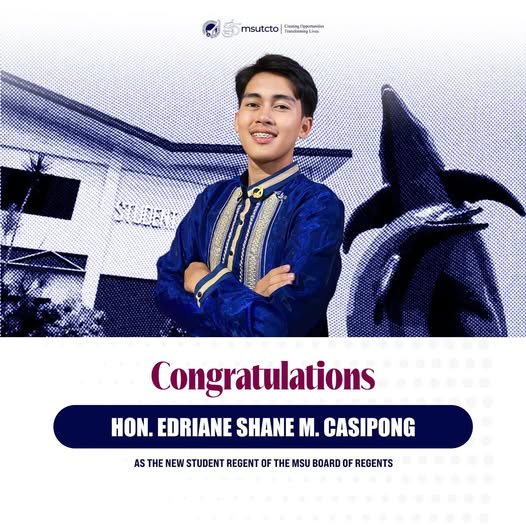 msutcto
Creating Opportunities
Transforming Lives
STUDENT
Congratulations
HON. EDRIANE SHANE M. CASIPONG
AS THE NEW STUDENT REGENT OF THE MSU BOARD OF REGENTS